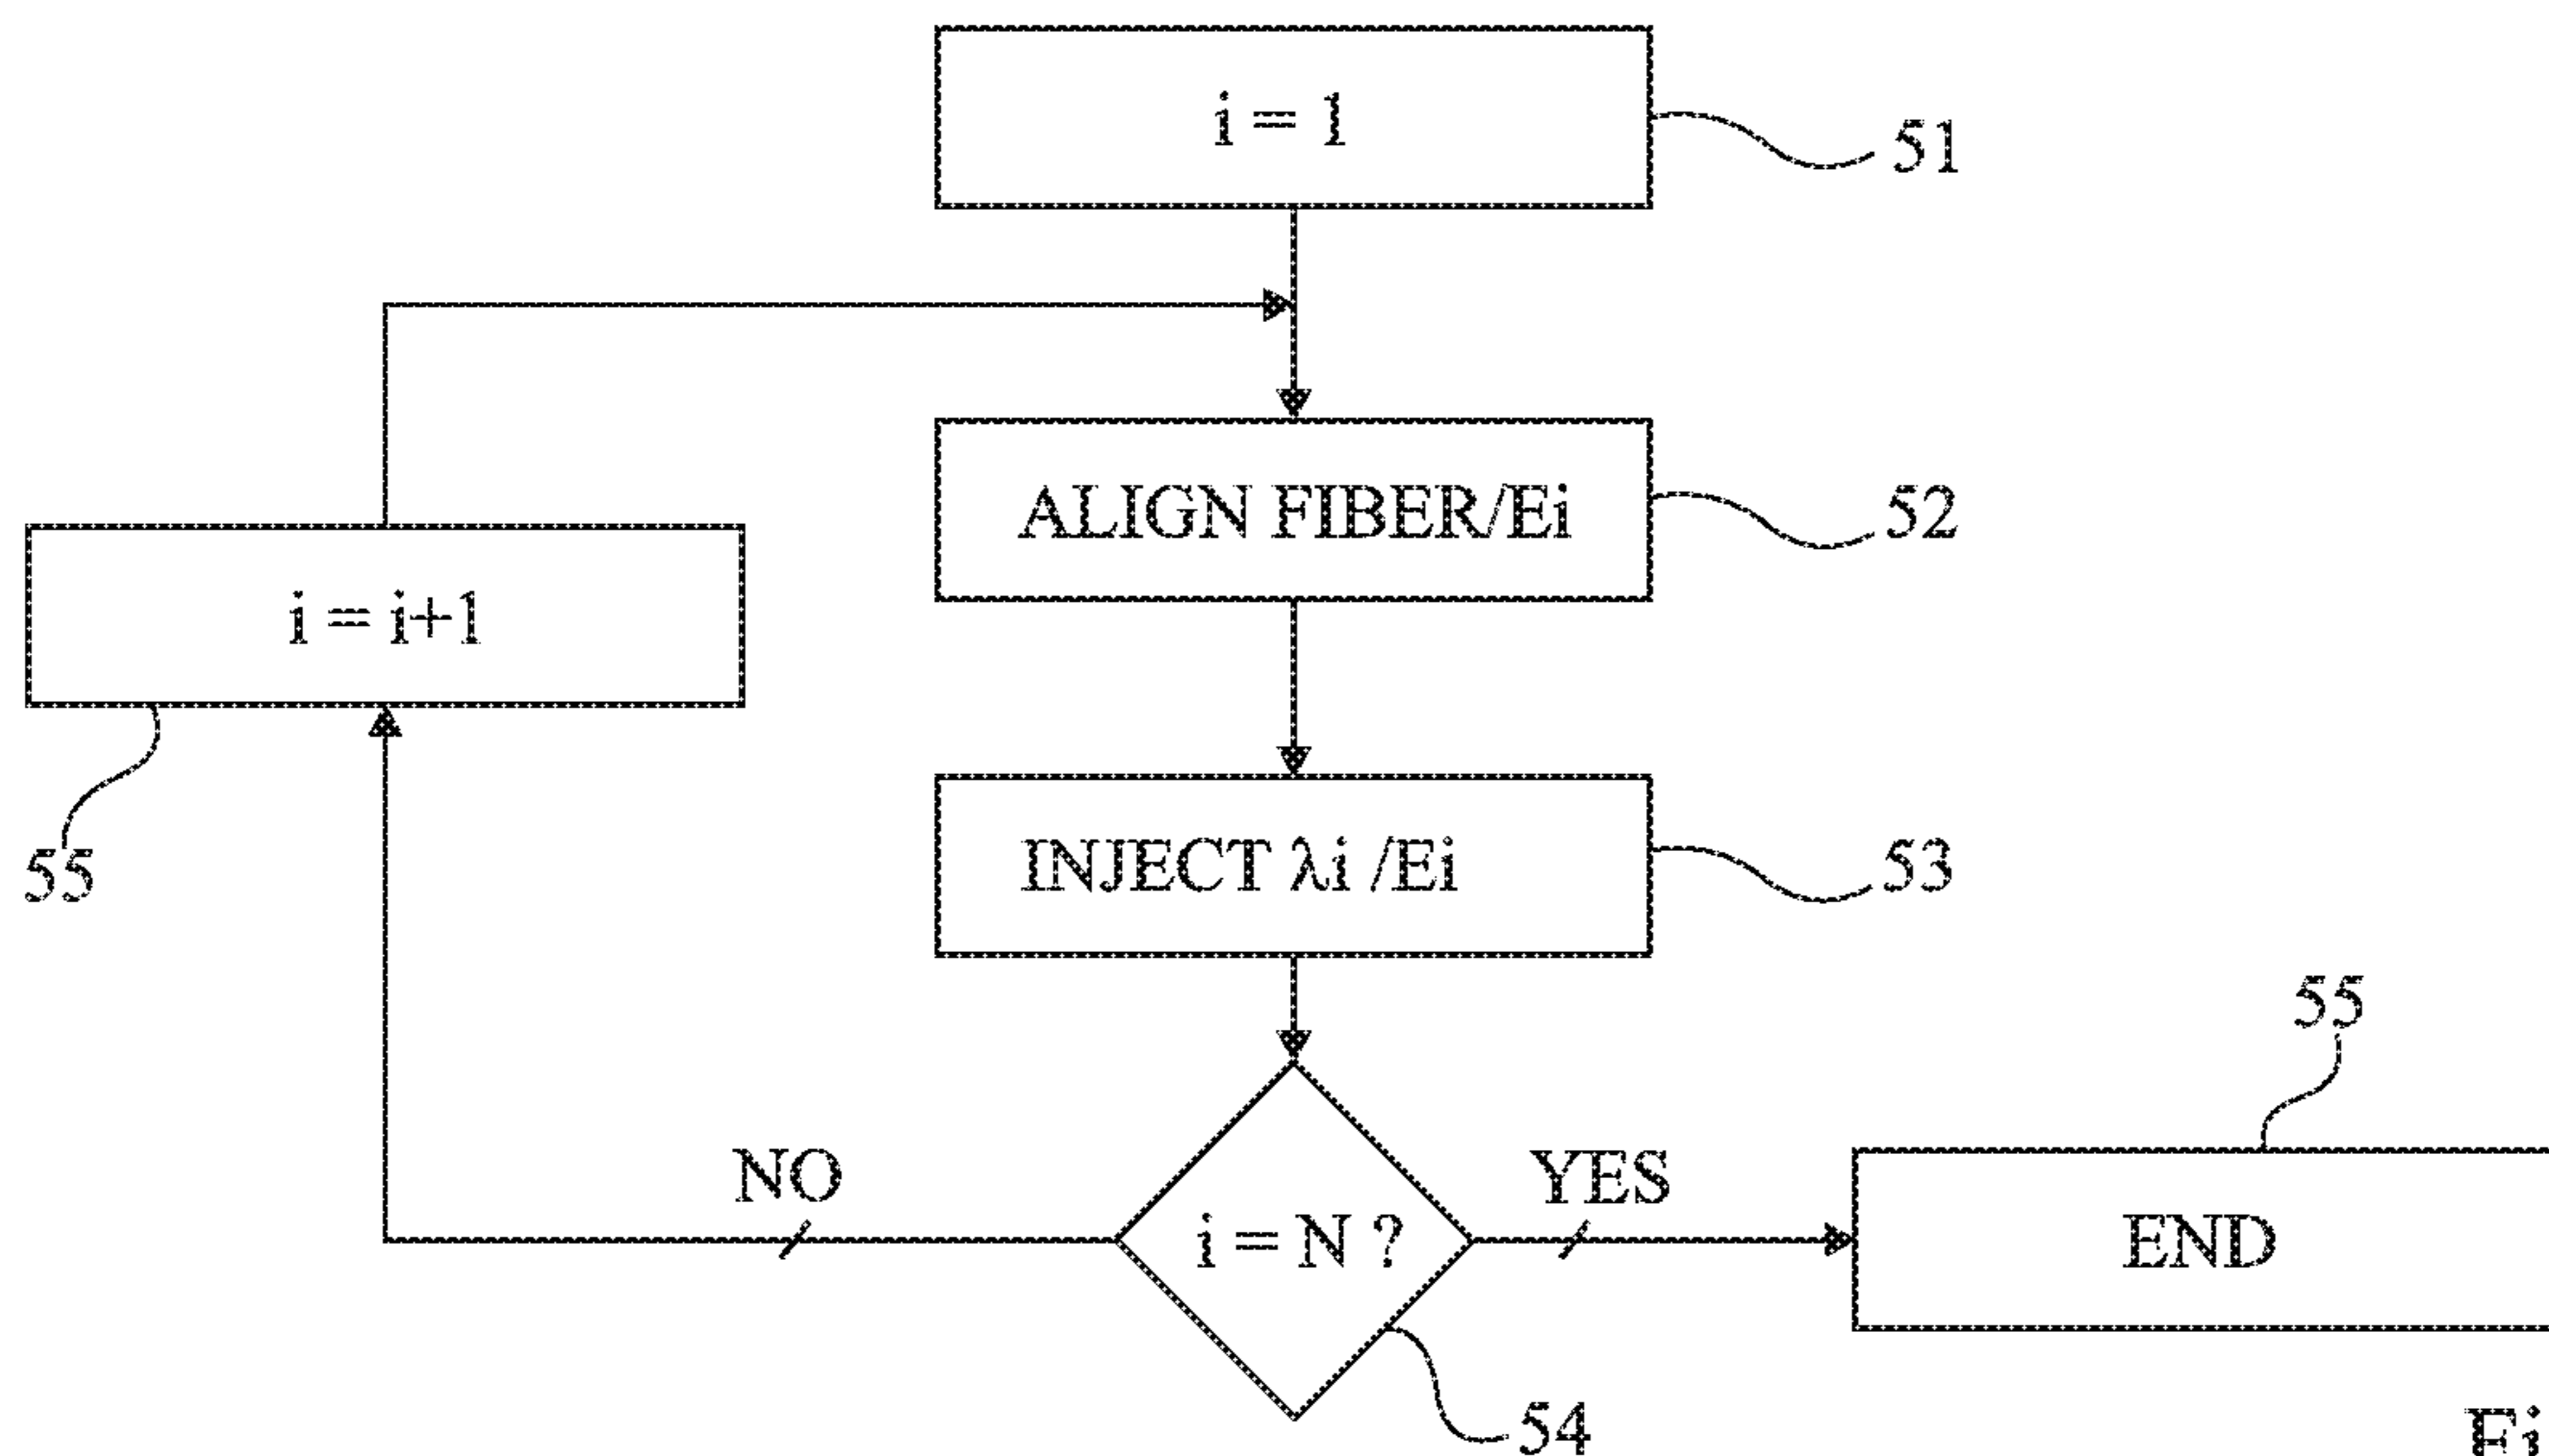 i = 1
51
ALIGN FIBER/Ei
52
i = i+1
55
INJECT λi /Ei
53
NO
i = N ?
54
YES
55
END